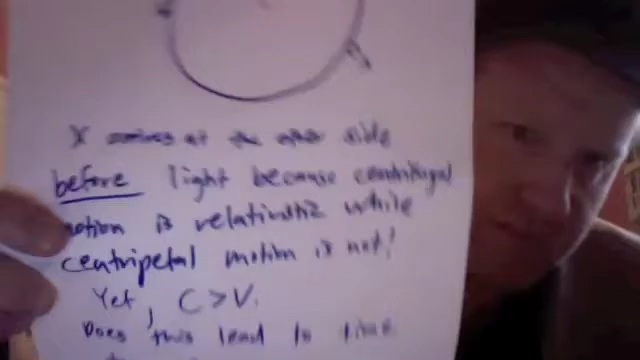 X arrives at the other side
before light because centrifugal
motion is relativistic while
centripetal motion is not!
Yet, C > V.
Does this lead to time